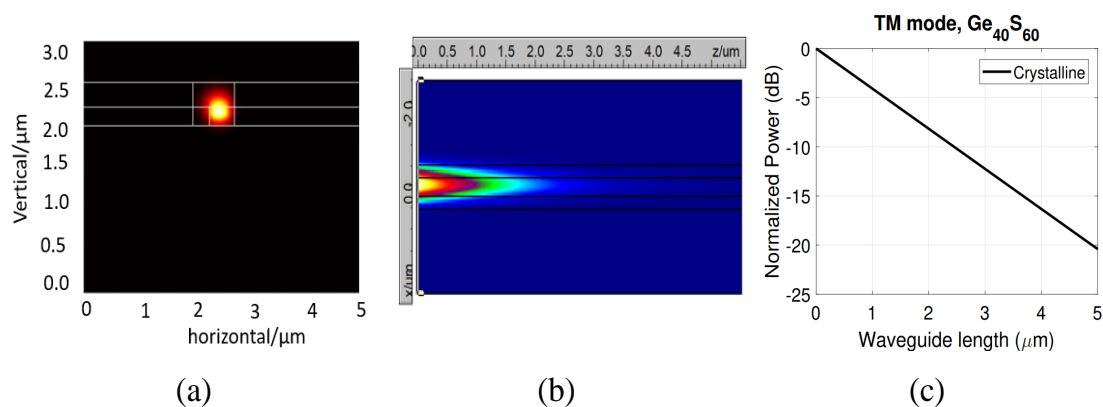 3.0
2.5
2.0
1.5
1.0
0.5
0.0
Vertical/μm
0 1 2 3 4 5
horizontal/μm
(a)
0.0 0.5 1.0 1.5 2.0 2.5 3.0 3.5 4.0 4.5 z/um
-2.0
0.0
x/um
(b)
TM mode, Ge40S60
Crystalline
0
-5
-10
-15
-20
-25
Normalized Power (dB)
0 1 2 3 4 5
Waveguide length (μm)
(c)